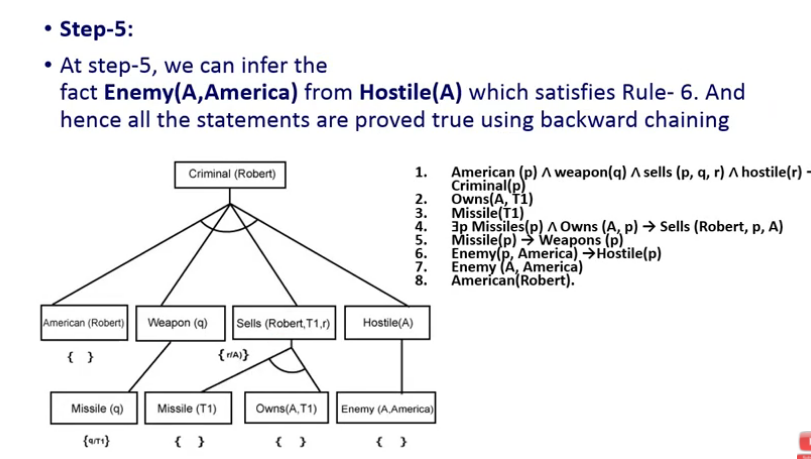 • Step-5:
• At step-5, we can infer the
fact Enemy(A,America) from Hostile(A) which satisfies Rule- 6. And
hence all the statements are proved true using backward chaining
Criminal (Robert)
1. American (p) ∧ weapon(q) ∧ sells (p, q, r) ∧ hostile(r) -
Criminal(p)
2. Owns(A, T1)
3. Missile(T1)
4. ∃p Missiles(p) ∧ Owns (A, p) → Sells (Robert, p, A)
5. Missile(p) → Weapons (p)
6. Enemy(p, America) →Hostile(p)
7. Enemy (A, America)
8. American(Robert).
American (Robert) Weapon (q) Sells (Robert,T1,r) Hostile(A)
{ } {r/A)}
Missile (q) Missile (T1) Owns(A,T1) Enemy (A,America)
{q/T1} { } { } { }